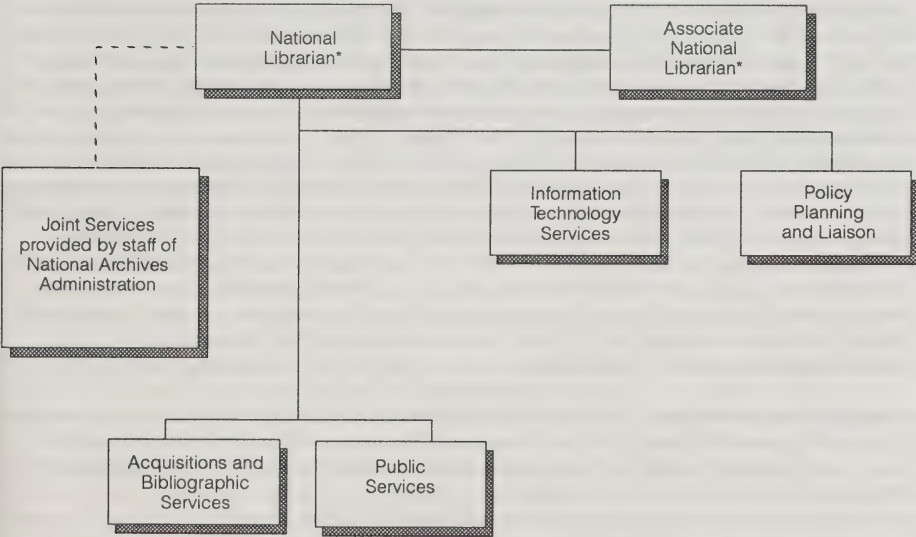 National
Librarian*
Associate
National
Librarian*
Joint Services
provided by staff of
National Archives
Administration
Information
Technology
Services
Policy
Planning
and Liaison
Acquisitions and
Bibliographic
Services
Public
Services